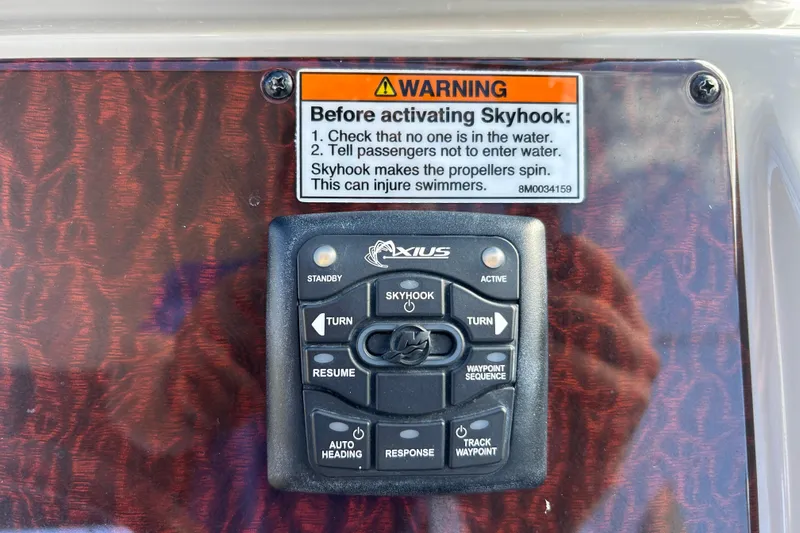 WARNING
Before activating Skyhook:
1. Check that no one is in the water.
2. Tell passengers not to enter water.
Skyhook makes the propellers spin.
This can injure swimmers. 8M0034159
AXIUS
STANDBY ACTIVE
SKYHOOK
TURN TURN
RESUME
WAYPOINT
SEQUENCE
AUTO
HEADING
RESPONSE
TRACK
WAYPOINT